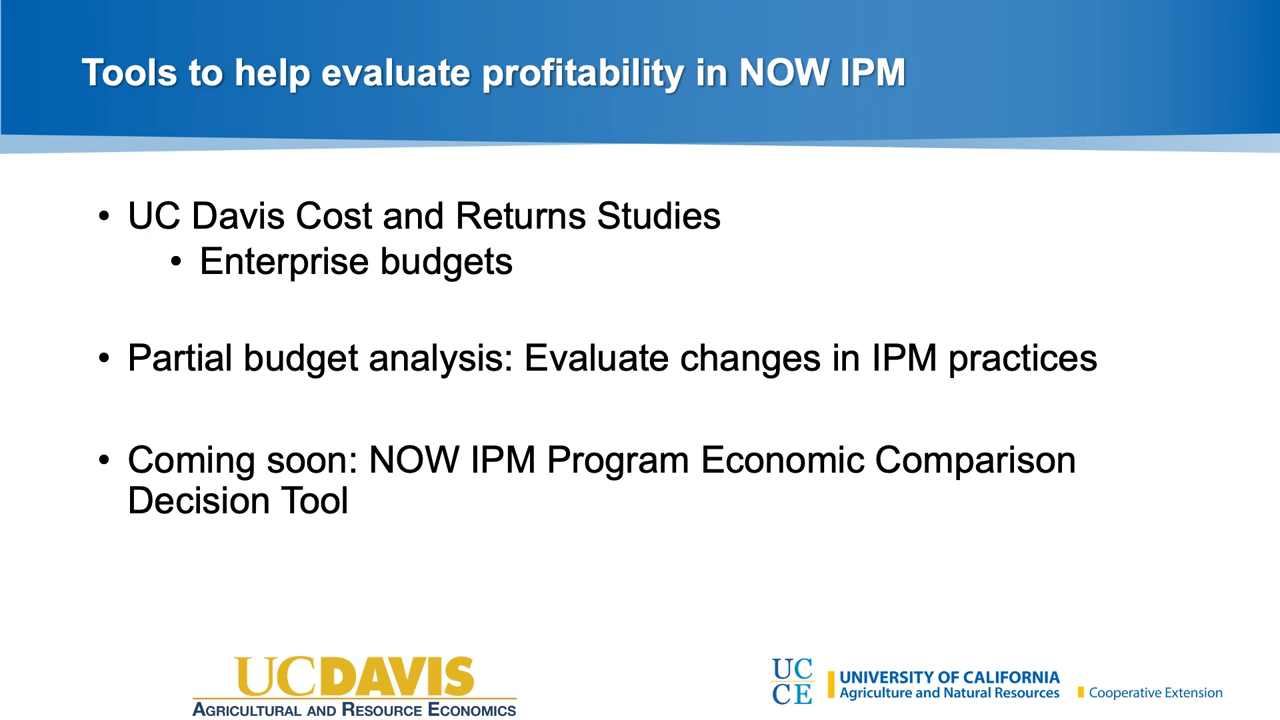 Tools to help evaluate profitability in NOW IPM
• UC Davis Cost and Returns Studies
• Enterprise budgets
• Partial budget analysis: Evaluate changes in IPM practices
• Coming soon: NOW IPM Program Economic Comparison
Decision Tool
UCDAVIS
AGRICULTURAL AND RESOURCE ECONOMICS
UC
CE
UNIVERSITY OF CALIFORNIA
Agriculture and Natural Resources
Cooperative Extension